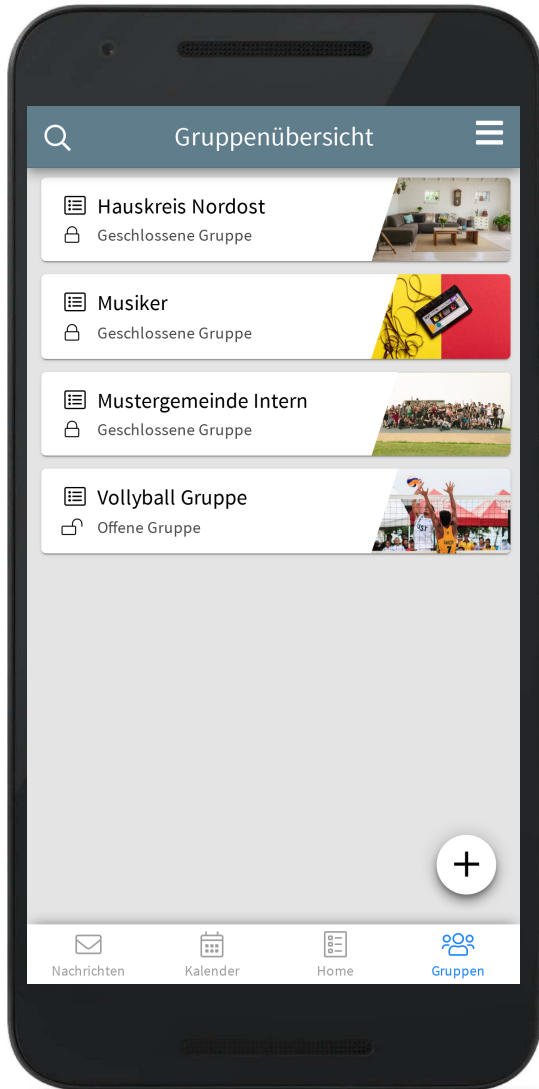 Gruppenübersicht
Hauskreis Nordost
Geschlossene Gruppe
Musiker
Geschlossene Gruppe
Mustergemeinde Intern
Geschlossene Gruppe
Vollyball Gruppe
Offene Gruppe
Nachrichten
Kalender
Home
Gruppen